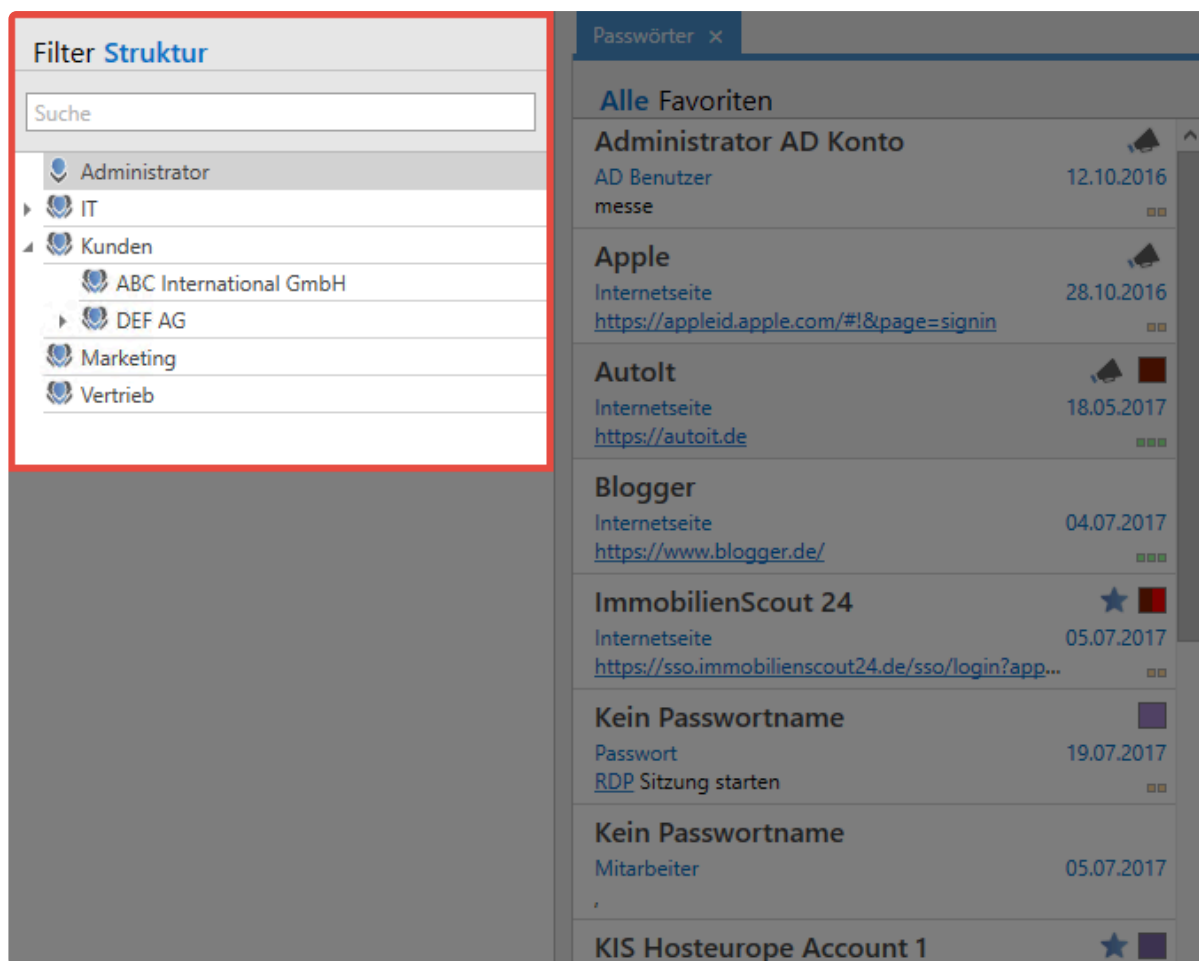 Filter Struktur
Suche
Administrator
IT
Kunden
ABC International GmbH
DEF AG
Marketing
Vertrieb
Passwörter ×
Alle Favoriten
Administrator AD Konto
AD Benutzer 12.10.2016
messe
Apple
Internetseite 28.10.2016
https://appleid.apple.com/#!&page=signin
AutoIt
Internetseite 18.05.2017
https://autoit.de
Blogger
Internetseite 04.07.2017
https://www.blogger.de/
ImmobilienScout 24
Internetseite 05.07.2017
https://sso.immobilienscout24.de/sso/login?app...
Kein Passwortname
Passwort 19.07.2017
RDP Sitzung starten
Kein Passwortname
Mitarbeiter 05.07.2017
,
KIS Hosteurope Account 1